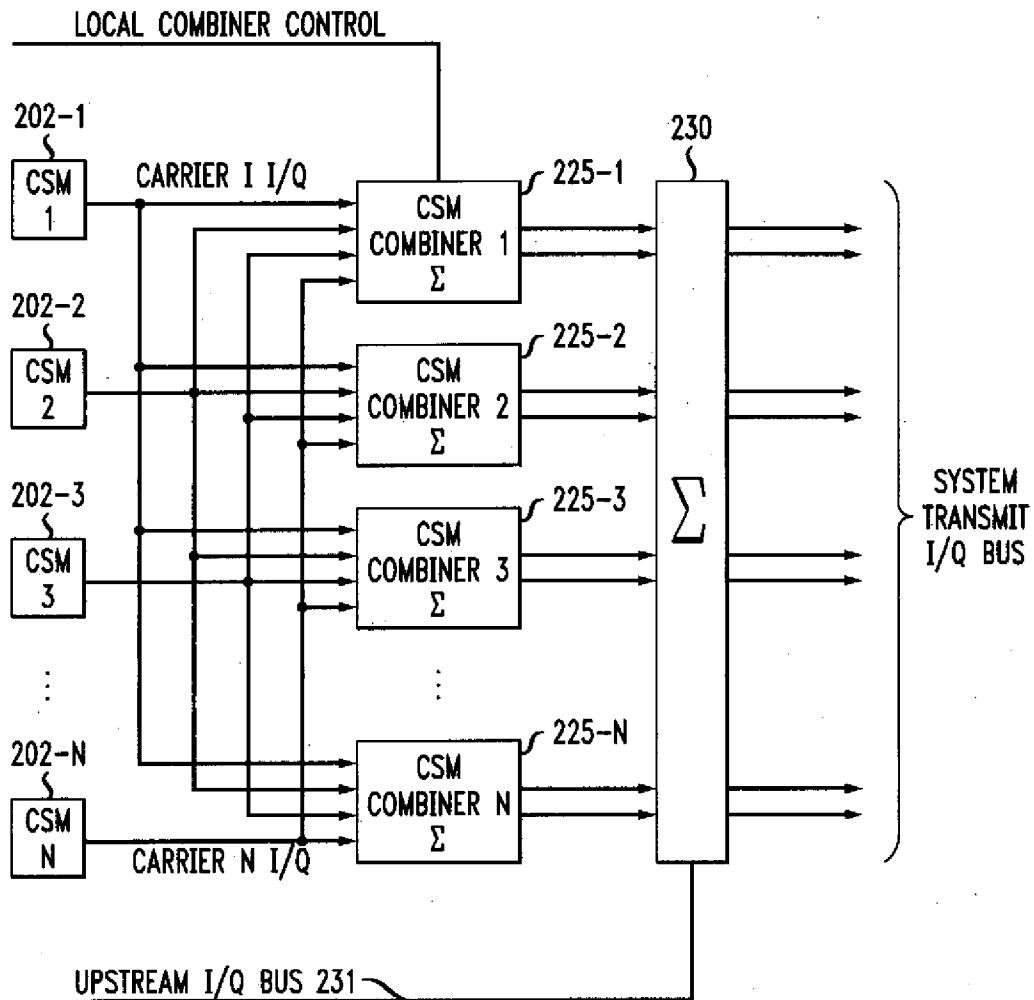 LOCAL COMBINER CONTROL
202-1
CSM
1
CARRIER I I/Q
CSM
COMBINER 1
Σ
225-1
230
202-2
CSM
2
CSM
COMBINER 2
Σ
225-2
202-3
CSM
3
CSM
COMBINER 3
Σ
225-3
Σ
SYSTEM
TRANSMIT
I/Q BUS
202-N
CSM
N
CARRIER N I/Q
CSM
COMBINER N
Σ
225-N
UPSTREAM I/Q BUS 231